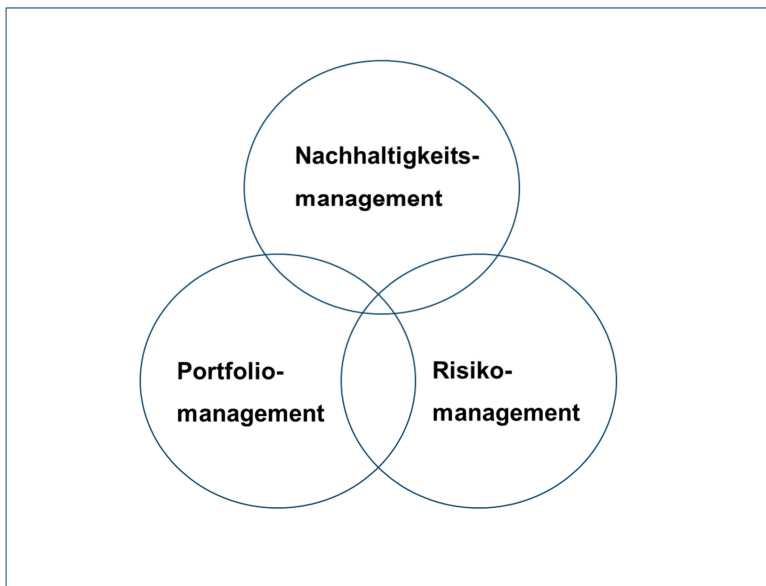 Nachhaltigkeits-
management
Portfolio-
management
Risiko-
management